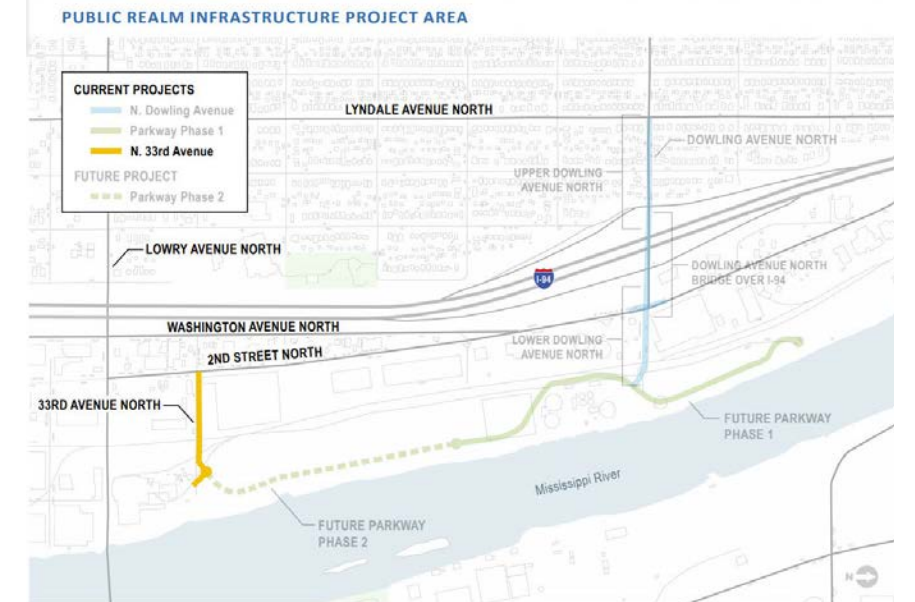 PUBLIC REALM INFRASTRUCTURE PROJECT AREA
CURRENT PROJECTS
N. Dowling Avenue
Parkway Phase 1
N. 33rd Avenue
FUTURE PROJECT
Parkway Phase 2
LYNDALE AVENUE NORTH
DOWLING AVENUE NORTH
UPPER DOWLING
AVENUE NORTH
LOWRY AVENUE NORTH
DOWLING AVENUE NORTH
BRIDGE OVER I-94
I-94
WASHINGTON AVENUE NORTH
LOWER DOWLING
AVENUE NORTH
2ND STREET NORTH
33RD AVENUE NORTH
FUTURE PARKWAY
PHASE 1
Mississippi River
FUTURE PARKWAY
PHASE 2
N